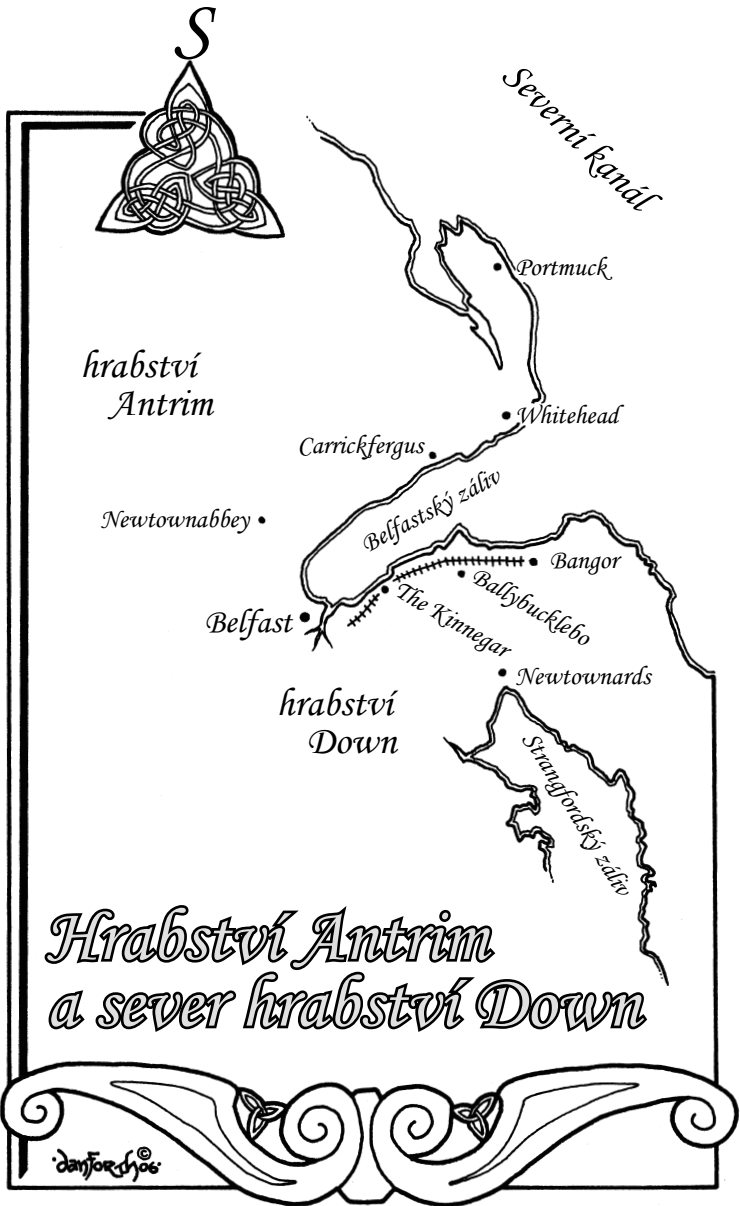 S
Severní kanál
Portmuck
hrabství
Antrim
Whitehead
Carrickfergus
Belfastský záliv
Newtownabbey
Bangor
Ballybucklebo
The Kinnegar
Belfast
Newtownards
hrabství
Down
Strangfordský záliv
Hrabství Antrim
a sever hrabství Down
©